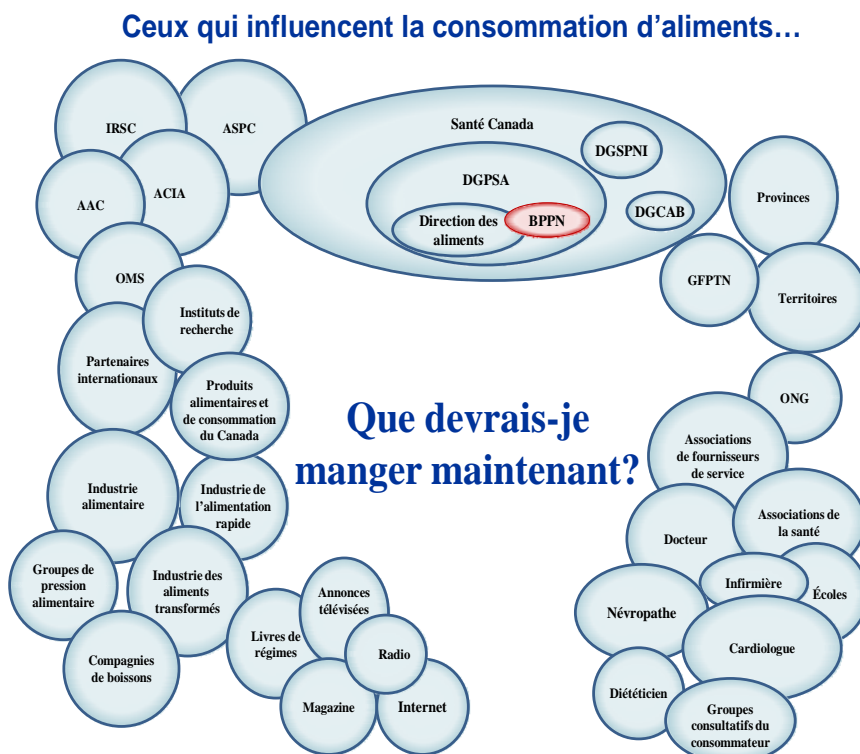 Ceux qui influencent la consommation d’aliments…
IRSC
ASPC
AAC
ACIA
Santé Canada
DGSPNI
DGPSA
DGCAB
Direction des
aliments
BPPN
Provinces
GFPTN
Territoires
OMS
Instituts de
recherche
Partenaires
internationaux
Produits
alimentaires et
de consommation
du Canada
Que devrais-je
manger maintenant?
ONG
Associations
de fournisseurs
de service
Industrie
alimentaire
Industrie de
l’alimentation
rapide
Docteur
Associations de
la santé
Groupes de
pression
alimentaire
Industrie des
aliments
transformés
Infirmière
Écoles
Névropathe
Cardiologue
Compagnies
de boissons
Livres de
régimes
Annonces
télévisées
Radio
Magazine
Internet
Diététicien
Groupes
consultatifs du
consommateur